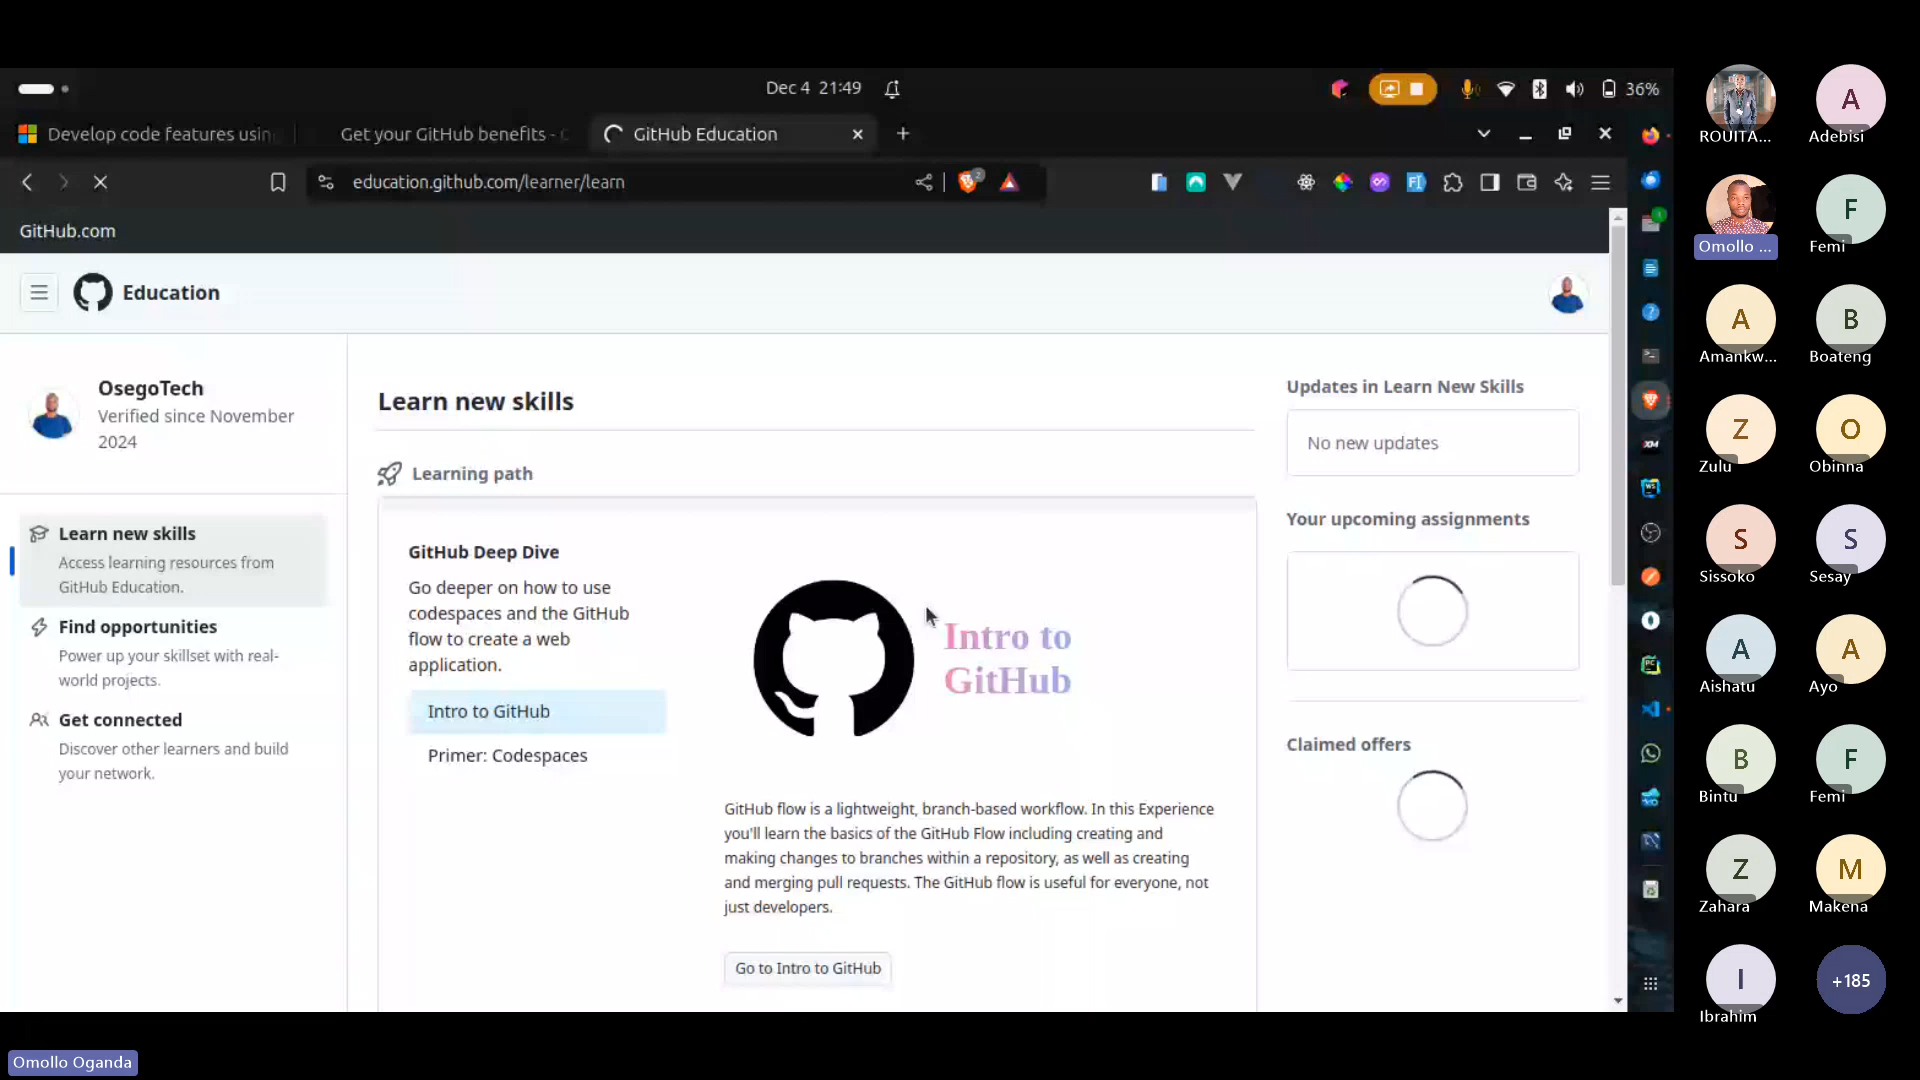 Dec 4 21:49
36%
Develop code features usin
Get your GitHub benefits -
GitHub Education
education.github.com/learner/learn
2
GitHub.com
Education
OsegoTech
Verified since November
2024
Learn new skills
Access learning resources from
GitHub Education.
Find opportunities
Power up your skillset with real-
world projects.
Get connected
Discover other learners and build
your network.
Learn new skills
Learning path
GitHub Deep Dive
Go deeper on how to use
codespaces and the GitHub
flow to create a web
application.
Intro to GitHub
Primer: Codespaces
Intro to
GitHub
GitHub flow is a lightweight, branch-based workflow. In this Experience
you'll learn the basics of the GitHub Flow including creating and
making changes to branches within a repository, as well as creating
and merging pull requests. The GitHub flow is useful for everyone, not
just developers.
Go to Intro to GitHub
Updates in Learn New Skills
No new updates
Your upcoming assignments
Claimed offers
ROUITA...
A
Adebisi
Omollo ...
F
Femi
A
Amankw...
B
Boateng
Z
Zulu
O
Obinna
S
Sissoko
S
Sesay
A
Aishatu
A
Ayo
B
Bintu
F
Femi
Z
Zahara
M
Makena
I
Ibrahim
+185
Omollo Oganda